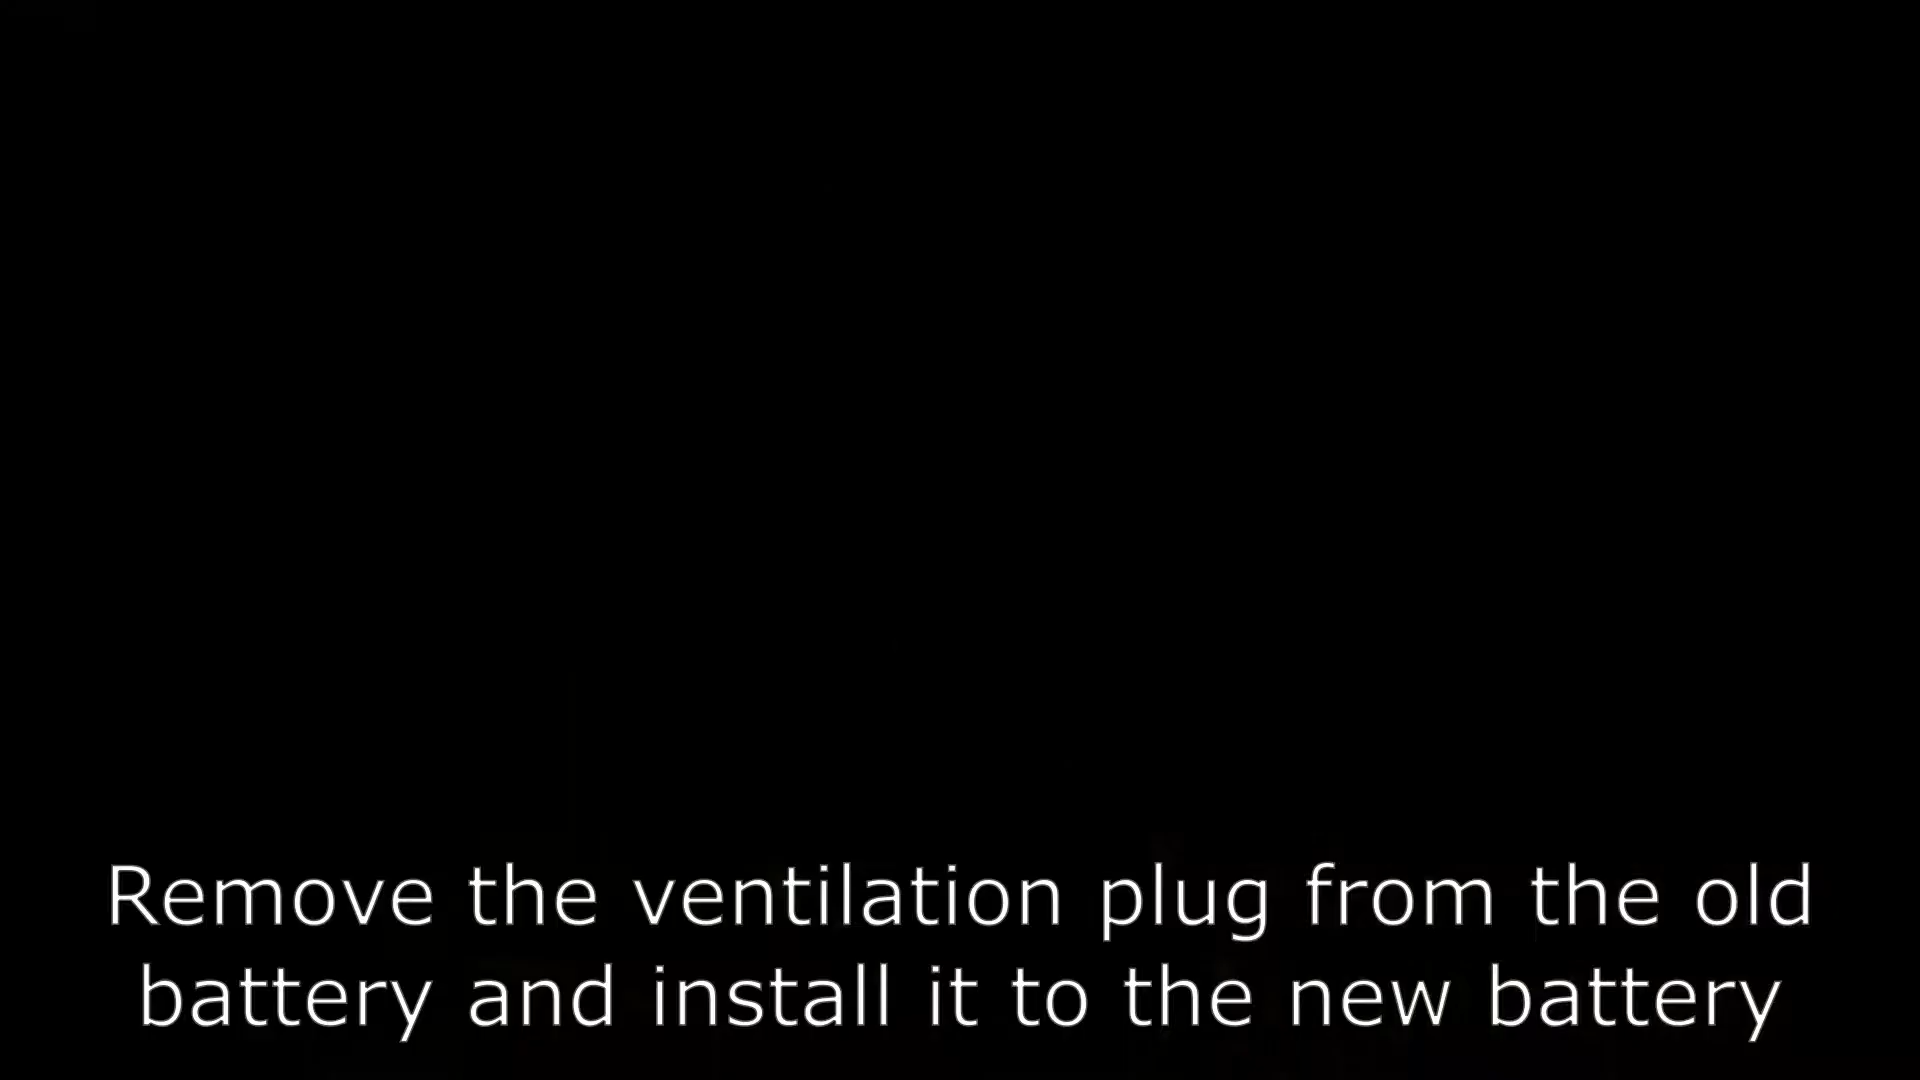 Remove the ventilation plug from the old
battery and install it to the new battery